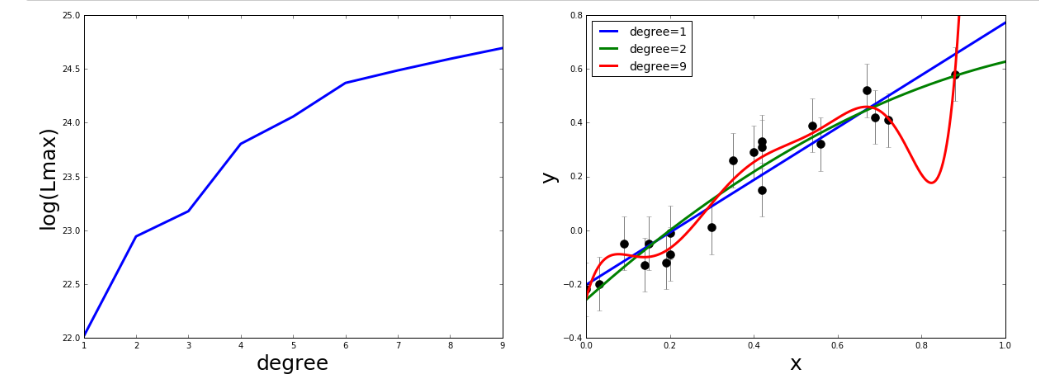 25.0
24.5
24.0
23.5
23.0
22.5
22.0
log(Lmax)
1 2 3 4 5 6 7 8 9
degree
0.8
0.6
0.4
0.2
0.0
−0.2
−0.4
y
degree=1
degree=2
degree=9
0.0 0.2 0.4 0.6 0.8 1.0
x